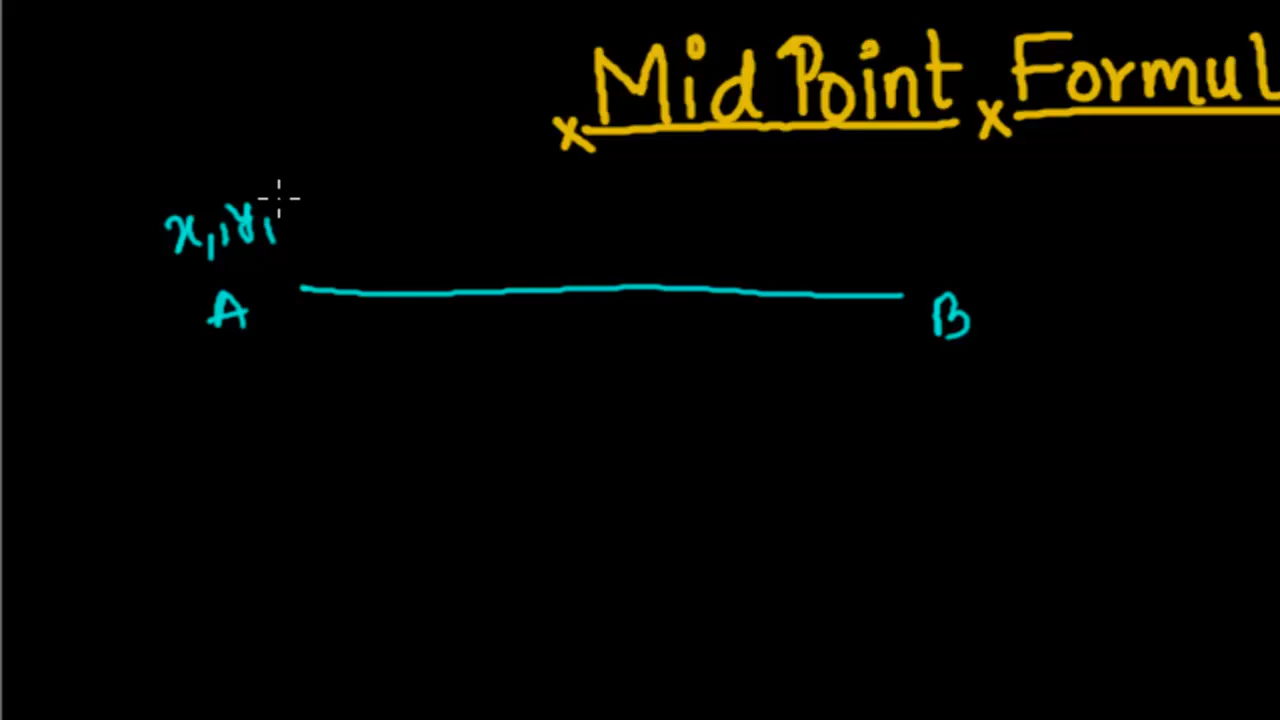 Mid Point Formul
x₁,y₁
A B